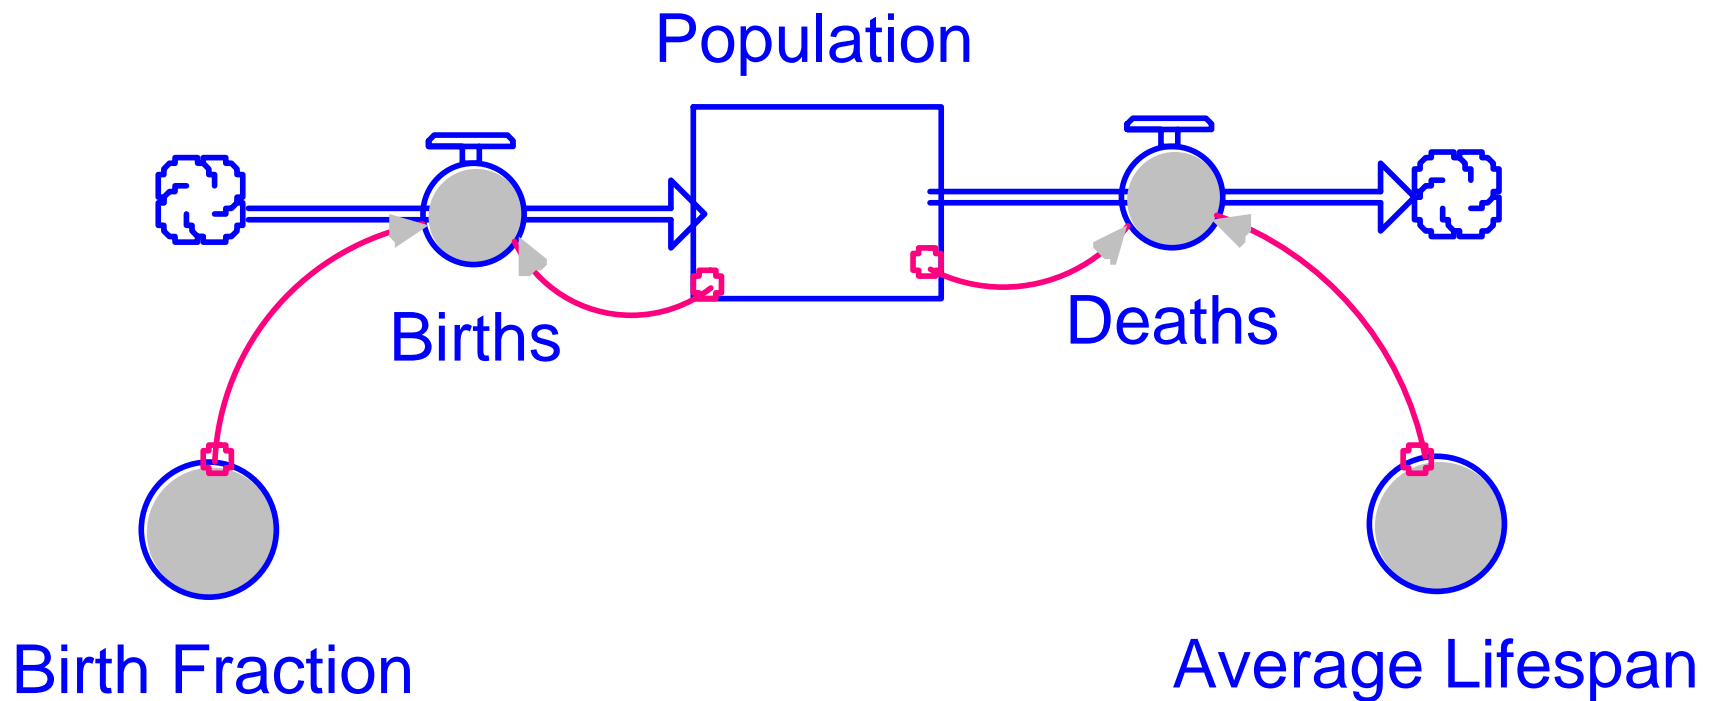 Population
Births
Deaths
Birth Fraction
Average Lifespan